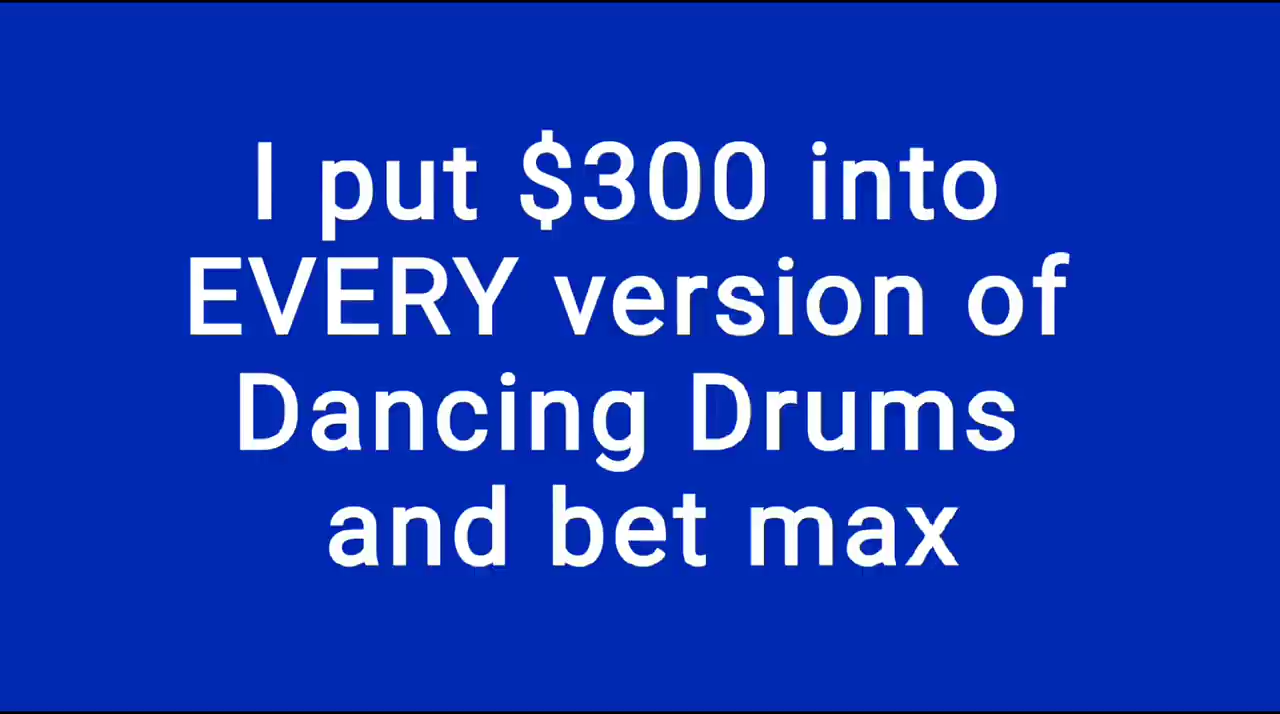 I put $300 into
EVERY version of
Dancing Drums
and bet max